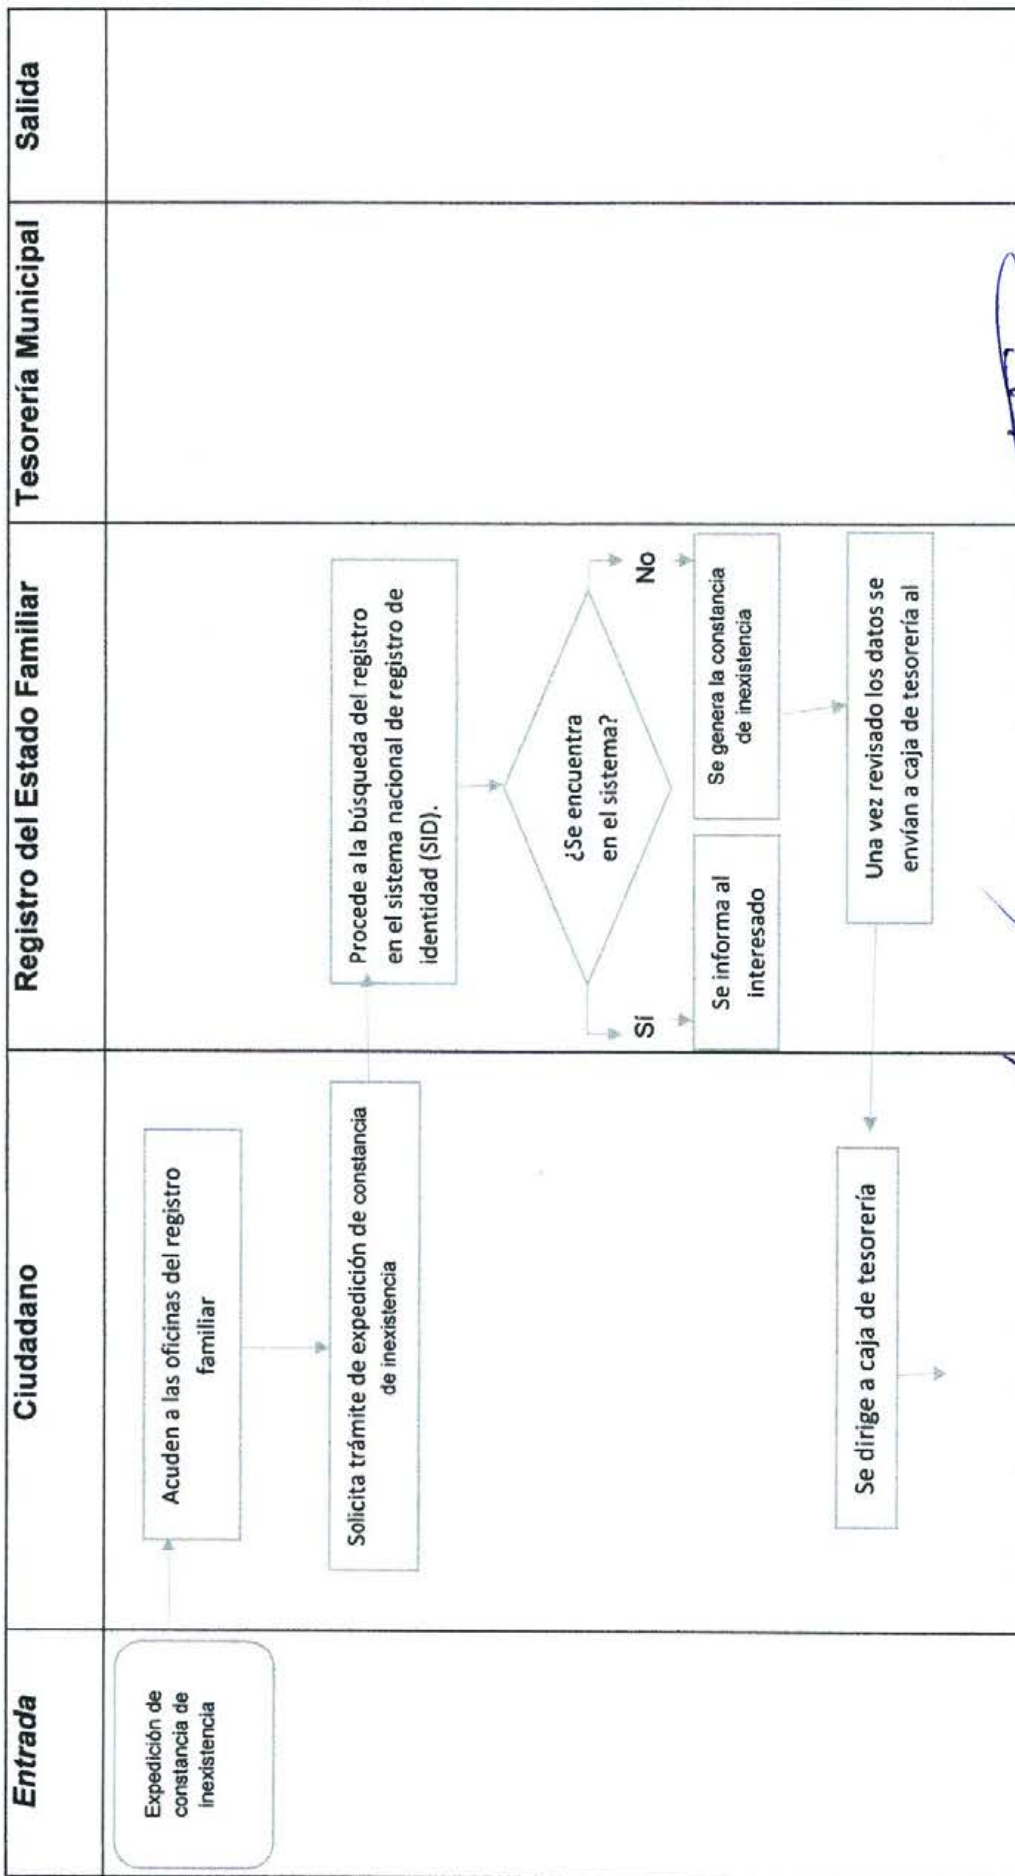 Entrada
Ciudadano
Registro del Estado Familiar
Tesorería Municipal
Salida
Expedición de
constancia de
inexistencia
Acuden a las oficinas del registro
familiar
Solicita trámite de expedición de constancia
de inexistencia
Procede a la búsqueda del registro
en el sistema nacional de registro de
identidad (SID).
¿Se encuentra
en el sistema?
Sí
No
Se informa al
interesado
Se genera la constancia
de inexistencia
Una vez revisado los datos se
envían a caja de tesorería al
Se dirige a caja de tesorería